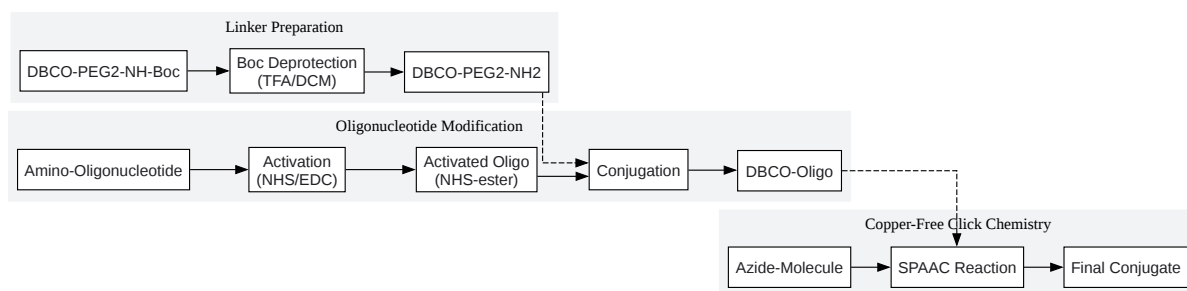 Linker Preparation
DBCO-PEG2-NH-Boc
Boc Deprotection
(TFA/DCM)
DBCO-PEG2-NH2
Oligonucleotide Modification
Amino-Oligonucleotide
Activation
(NHS/EDC)
Activated Oligo
(NHS-ester)
Conjugation
DBCO-Oligo
Copper-Free Click Chemistry
Azide-Molecule
SPAAC Reaction
Final Conjugate